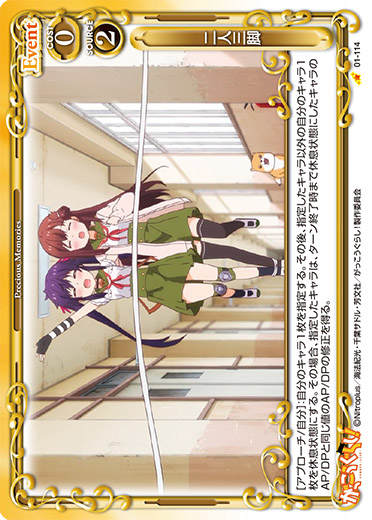 Event
COST
0
SOURCE
2
二人三脚
Precious Memories
[アプローチ/自分]：自分のキャラ1枚を指定する。その後、指定したキャラ以外の自分のキャラ1
枚を休息状態にする。その場合、指定したキャラは、ターン終了時まで休息状態にしたキャラの
AP/DPと同じ値のAP/DPの修正を得る。
がっこうぐらし!
©Nitroplus／海法紀光・千葉サドル・芳文社／がっこうぐらし！製作委員会
01-114